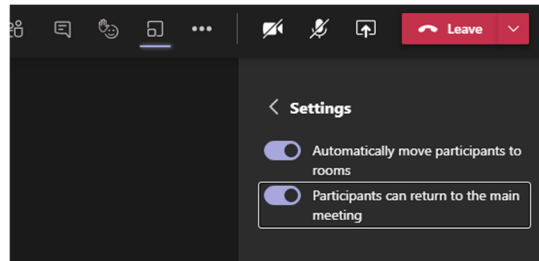 Leave
Settings
Automatically move participants to
rooms
Participants can return to the main
meeting